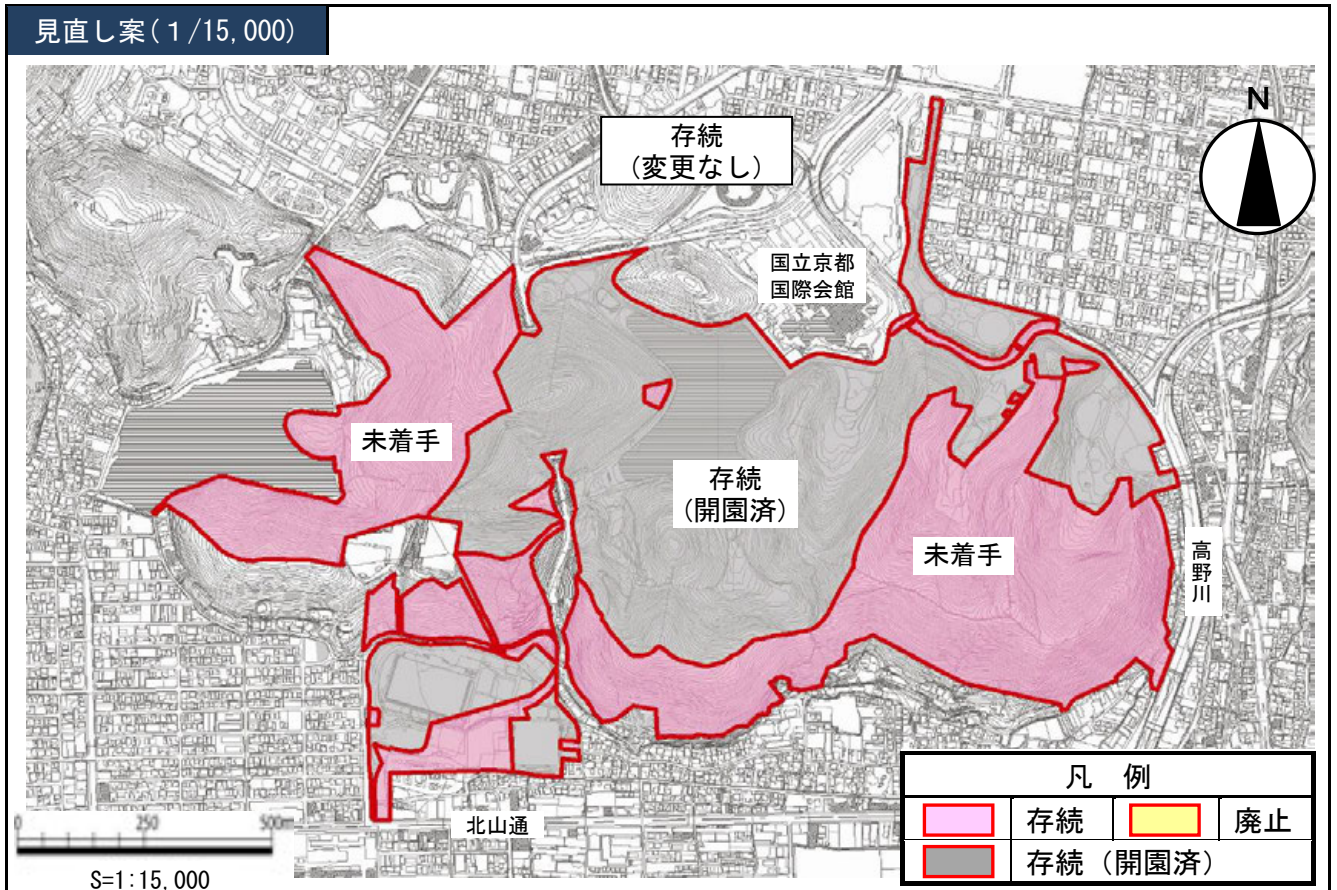 見直し案(1/15,000)
N
存続
(変更なし)
国立京都
国際会館
未着手
存続
(開園済)
未着手
高野川
北山通
0 250 500m
S=1:15,000
凡 例
存続 廃止
存続 (開園済)